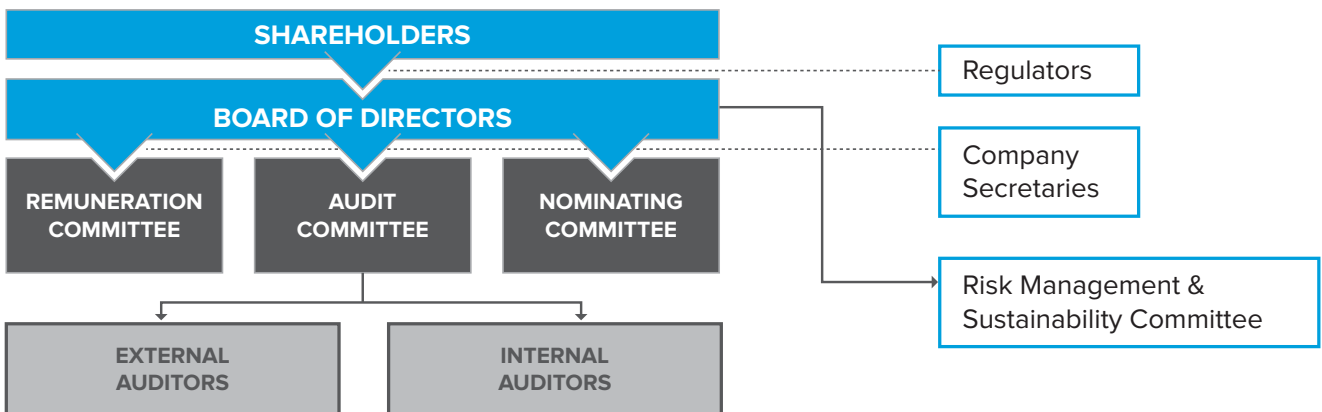 SHAREHOLDERS
Regulators
BOARD OF DIRECTORS
Company
Secretaries
REMUNERATION
COMMITTEE
AUDIT
COMMITTEE
NOMINATING
COMMITTEE
Risk Management &
Sustainability Committee
EXTERNAL
AUDITORS
INTERNAL
AUDITORS